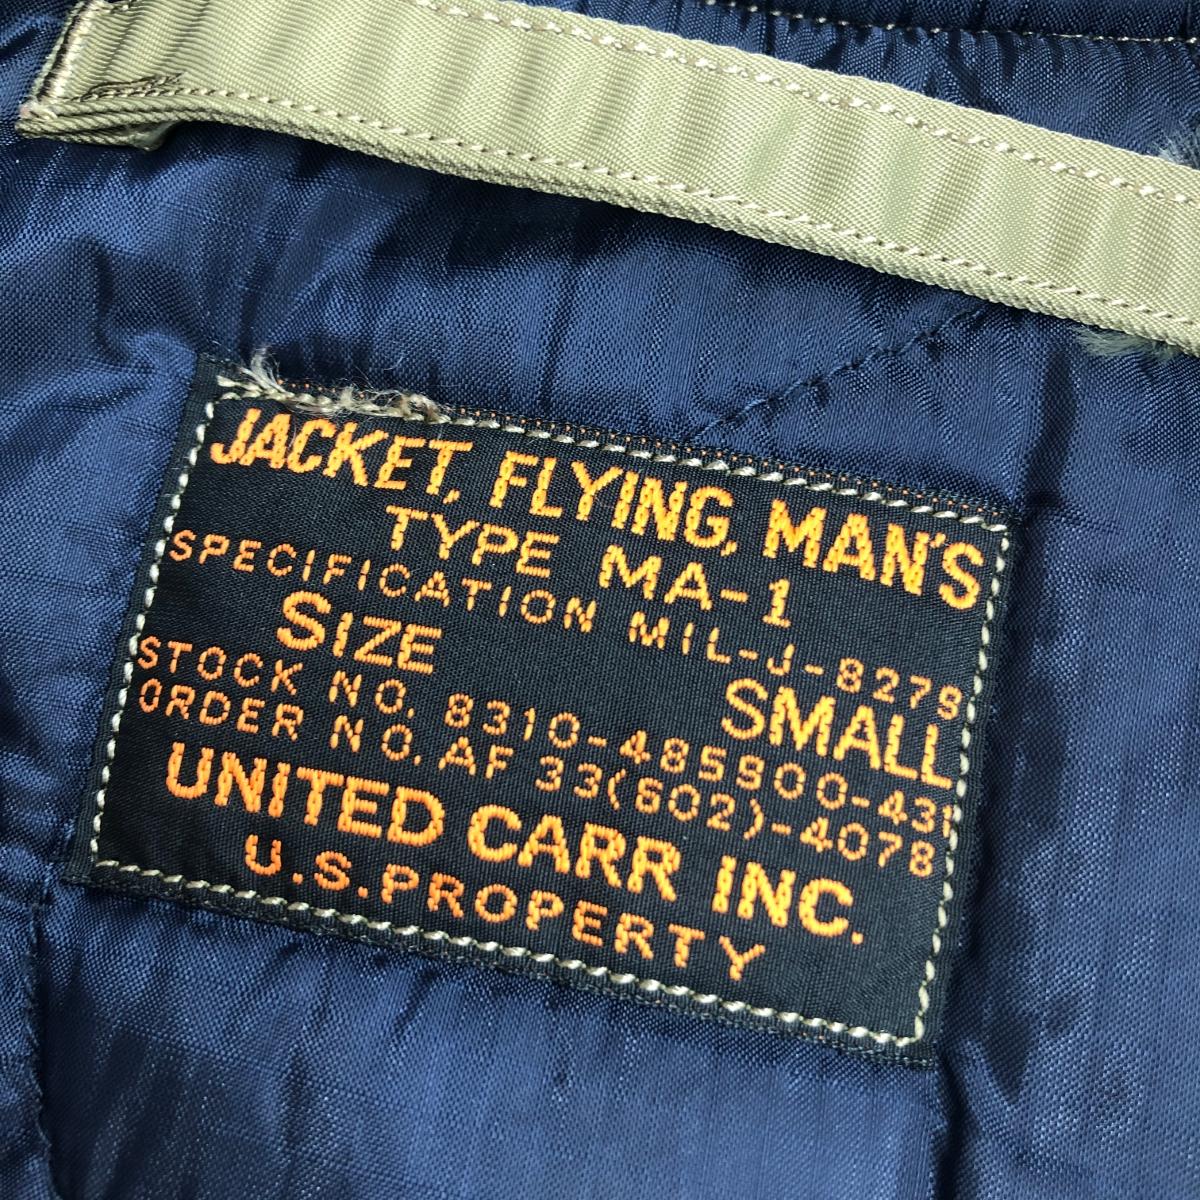 JACKET, FLYING, MAN'S
TYPE MA-1
SPECIFICATION MIL-J-8279
SIZE SMALL
STOCK NO. 8310-485900-431
ORDER NO. AF 33(602)-4078
UNITED CARR INC.
U.S. PROPERTY